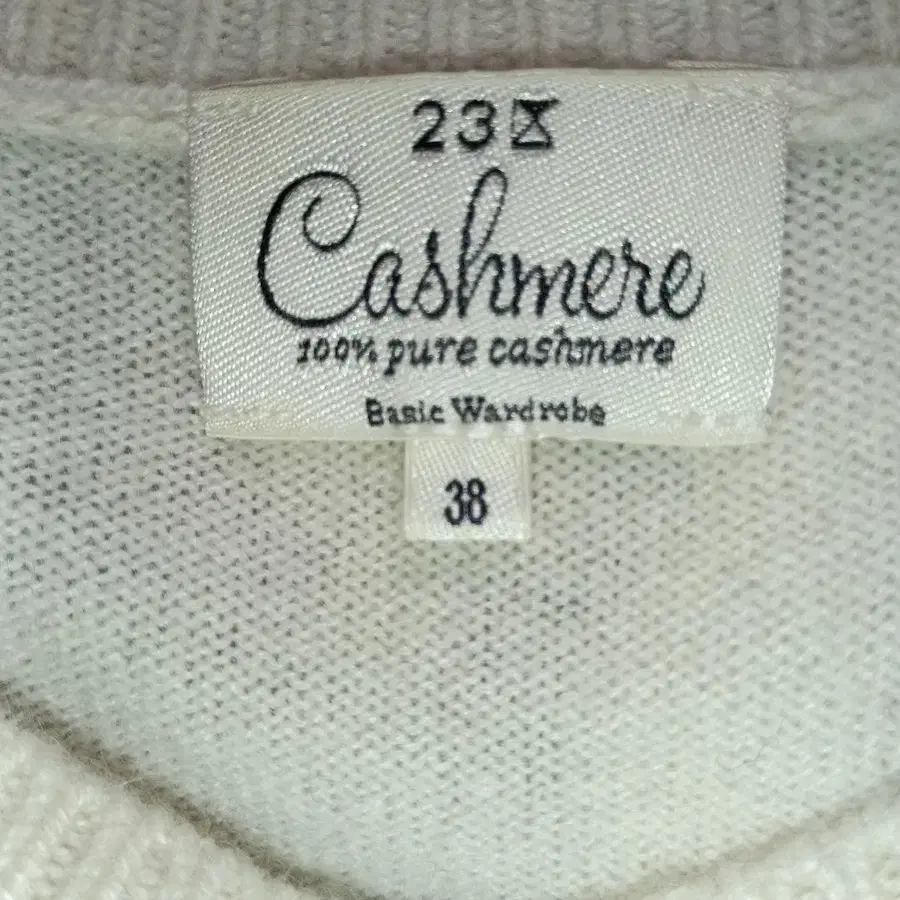 23区
Cashmere
100% pure cashmere
Basic Wardrobe
38